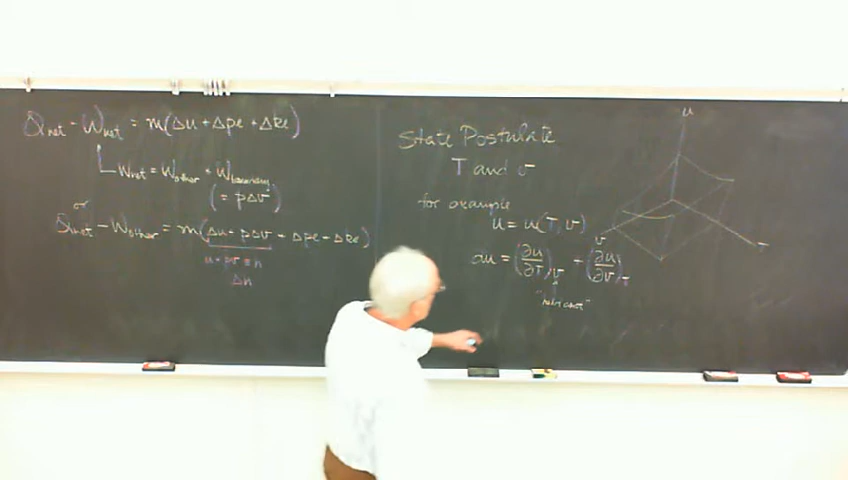 Q_net - W_net = m(Δu + Δpe + Δke)
W_net = W_other + W_boundary
(= pΔv)
or
Q_net - W_other = m(Δu + pΔv + Δpe + Δke)
u + pv = h
Δh
State Postulate
T and v
for example
u = u(T, v)
du = (∂u/∂T)_v + (∂u/∂v)_T
u
v
T